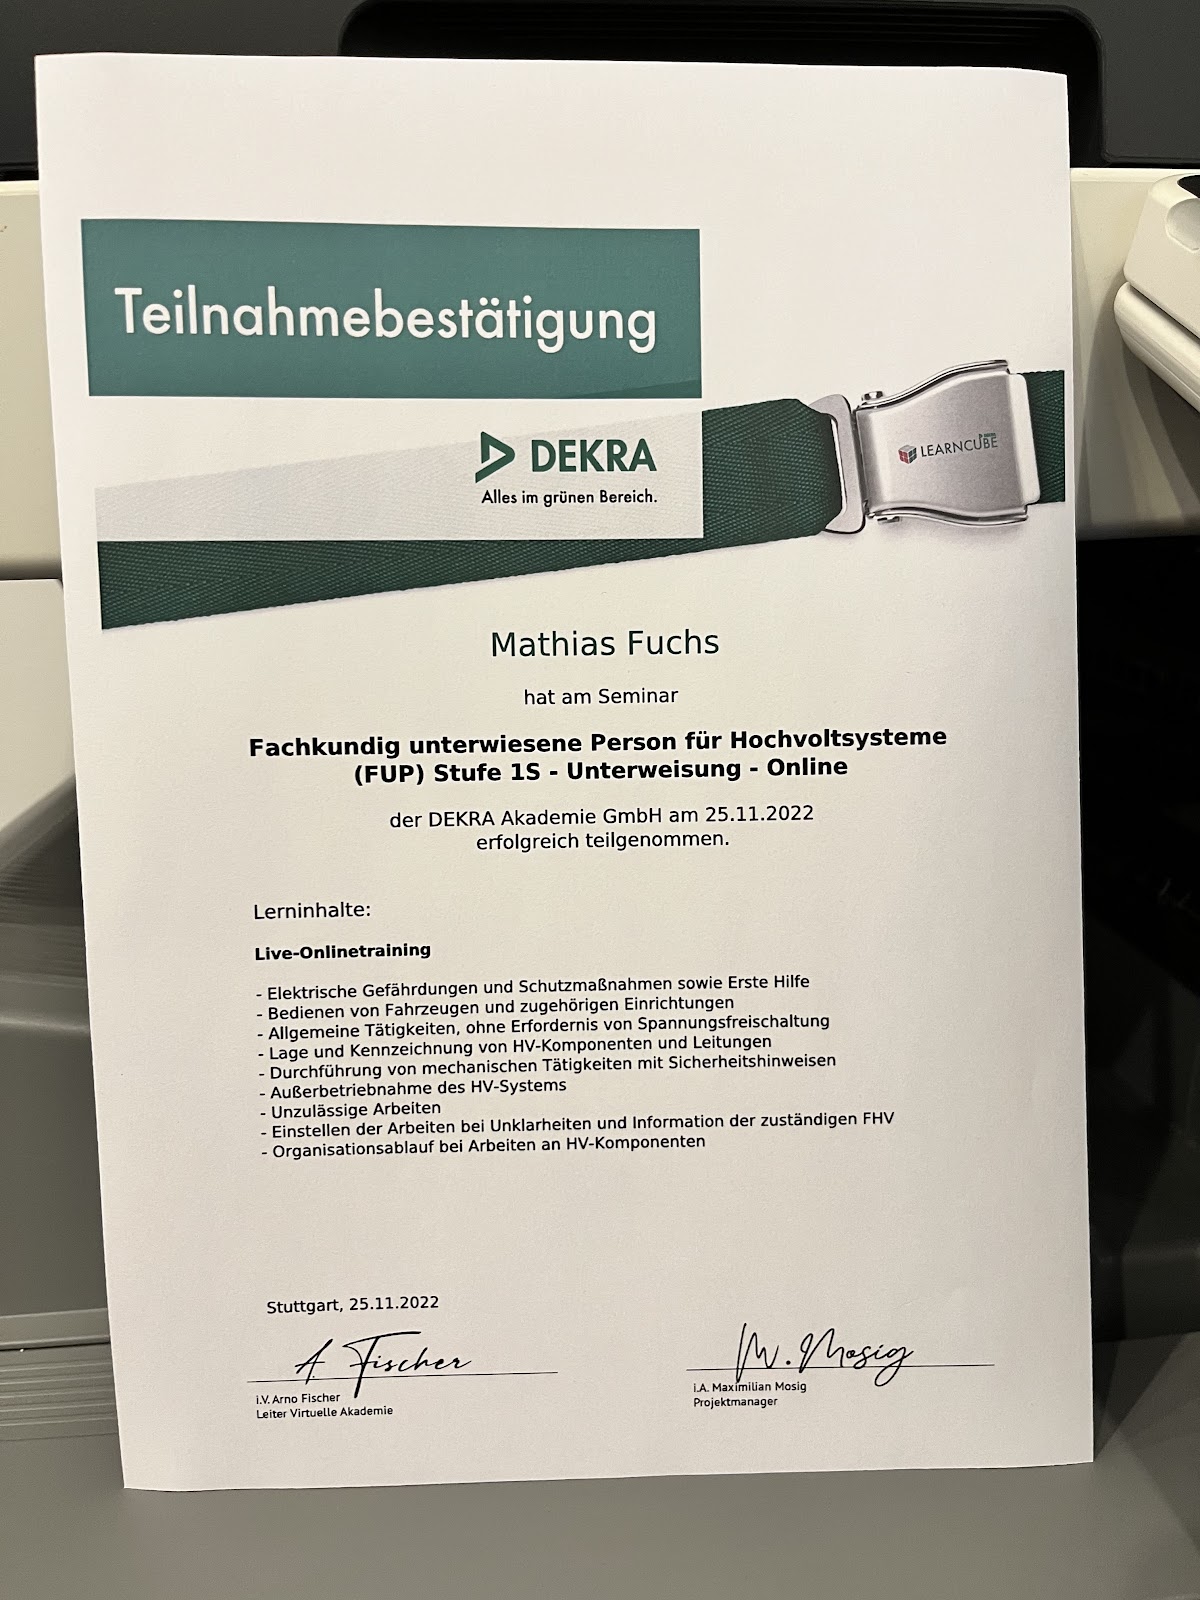 Teilnahmebestätigung
DEKRA
Alles im grünen Bereich.
LEARNCUBE
Mathias Fuchs
hat am Seminar
Fachkundig unterwiesene Person für Hochvoltsysteme
(FUP) Stufe 1S - Unterweisung - Online
der DEKRA Akademie GmbH am 25.11.2022
erfolgreich teilgenommen.
Lerninhalte:
Live-Onlinetraining
- Elektrische Gefährdungen und Schutzmaßnahmen sowie Erste Hilfe
- Bedienen von Fahrzeugen und zugehörigen Einrichtungen
- Allgemeine Tätigkeiten, ohne Erfordernis von Spannungsfreischaltung
- Lage und Kennzeichnung von HV-Komponenten und Leitungen
- Durchführung von mechanischen Tätigkeiten mit Sicherheitshinweisen
- Außerbetriebnahme des HV-Systems
- Unzulässige Arbeiten
- Einstellen der Arbeiten bei Unklarheiten und Information der zuständigen FHV
- Organisationsablauf bei Arbeiten an HV-Komponenten
Stuttgart, 25.11.2022
A. Fischer
i.V. Arno Fischer
Leiter Virtuelle Akademie
M. Mosig
i.A. Maximilian Mosig
Projektmanager